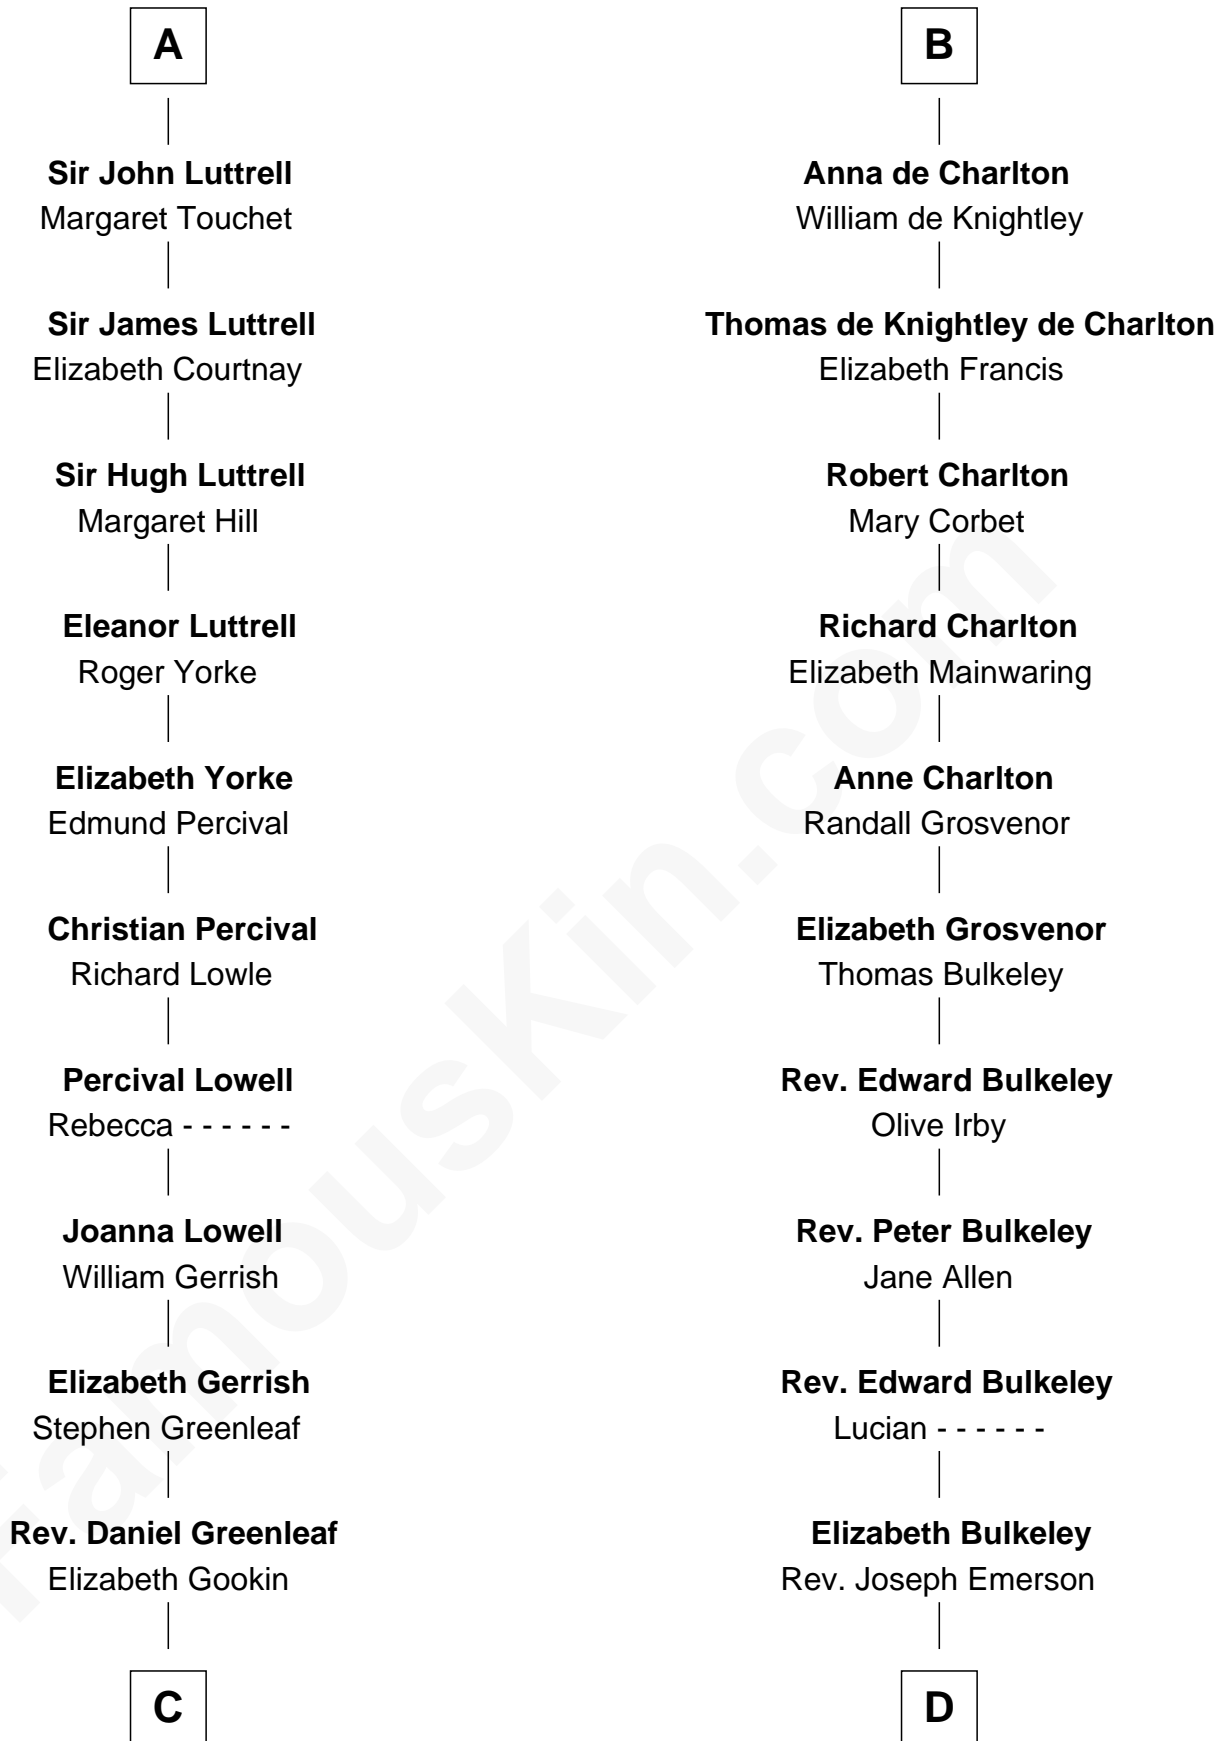 A
Sir John Luttrell
Margaret Touchet
Sir James Luttrell
Elizabeth Courtnay
Sir Hugh Luttrell
Margaret Hill
Eleanor Luttrell
Roger Yorke
Elizabeth Yorke
Edmund Percival
Christian Percival
Richard Lowle
Percival Lowell
Rebecca - - - - - -
Joanna Lowell
William Gerrish
Elizabeth Gerrish
Stephen Greenleaf
Rev. Daniel Greenleaf
Elizabeth Gookin
C
B
Anna de Charlton
William de Knightley
Thomas de Knightley de Charlton
Elizabeth Francis
Robert Charlton
Mary Corbet
Richard Charlton
Elizabeth Mainwaring
Anne Charlton
Randall Grosvenor
Elizabeth Grosvenor
Thomas Bulkeley
Rev. Edward Bulkeley
Olive Irby
Rev. Peter Bulkeley
Jane Allen
Rev. Edward Bulkeley
Lucian - - - - - -
Elizabeth Bulkeley
Rev. Joseph Emerson
D
FamousKin.com